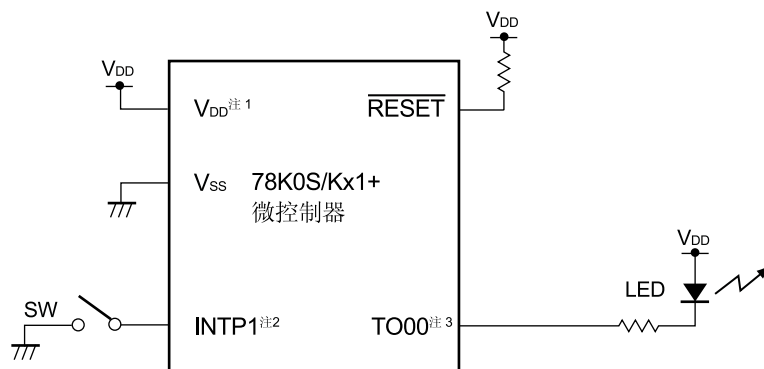 VDD
VDD
VDD注 1
RESET
VSS
78K0S/Kx1+
微控制器
VDD
LED
SW
INTP1注2
TO00注 3